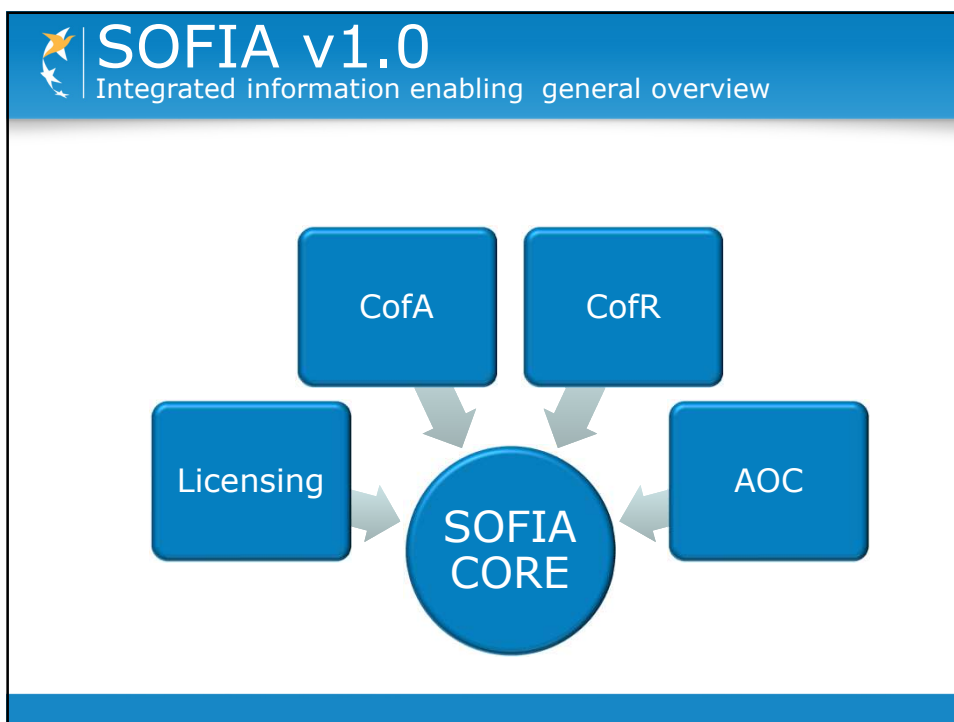 SOFIA v1.0
Integrated information enabling  general overview
CofA
CofR
Licensing
AOC
SOFIA
CORE